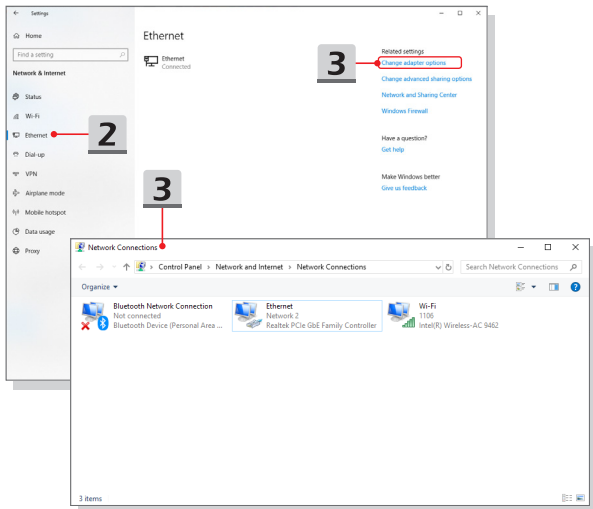 Settings
Home
Find a setting
Network & Internet
Status
Wi-Fi
Ethernet
Dial-up
VPN
Airplane mode
Mobile hotspot
Data usage
Proxy
2
Ethernet
Ethernet
Connected
3
Related settings
Change adapter options
Change advanced sharing options
Network and Sharing Center
Windows Firewall
Have a question?
Get help
Make Windows better
Give us feedback
3
Network Connections
Control Panel › Network and Internet › Network Connections
Search Network Connections
Organize
Bluetooth Network Connection
Not connected
Bluetooth Device (Personal Area ...
Ethernet
Network 2
Realtek PCIe GbE Family Controller
Wi-Fi
1106
Intel(R) Wireless-AC 9462
3 items